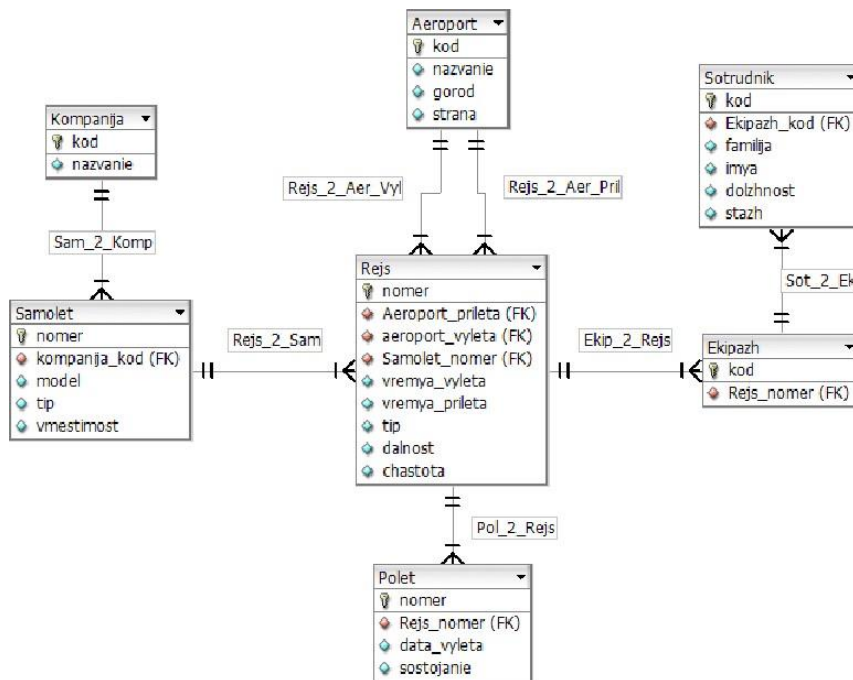 Aeroport
kod
nazvanie
gorod
strana
Sotrudnik
kod
Ekipazh_kod (FK)
familija
imya
dolzhnost
stazh
Kompanija
kod
nazvanie
Rejs_2_Aer_Vyl
Rejs_2_Aer_Pril
Sam_2_Komp
Sot_2_Ek
Samolet
nomer
kompanija_kod (FK)
model
tip
vmestimost
Rejs_2_Sam
Rejs
nomer
Aeroport_prileta (FK)
aeroport_vyleta (FK)
Samolet_nomer (FK)
vremya_vyleta
vremya_prileta
tip
dalnost
chastota
Ekip_2_Rejs
Ekipazh
kod
Rejs_nomer (FK)
Pol_2_Rejs
Polet
nomer
Rejs_nomer (FK)
data_vyleta
sostojanie